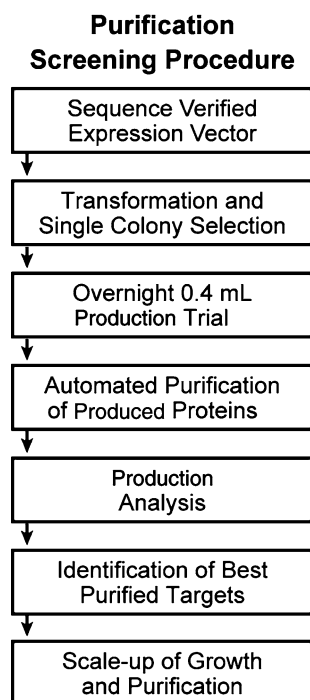 Purification
Screening Procedure
Sequence Verified
Expression Vector
Transformation and
Single Colony Selection
Overnight 0.4 mL
Production Trial
Automated Purification
of Produced Proteins
Production
Analysis
Identification of Best
Purified Targets
Scale-up of Growth
and Purification